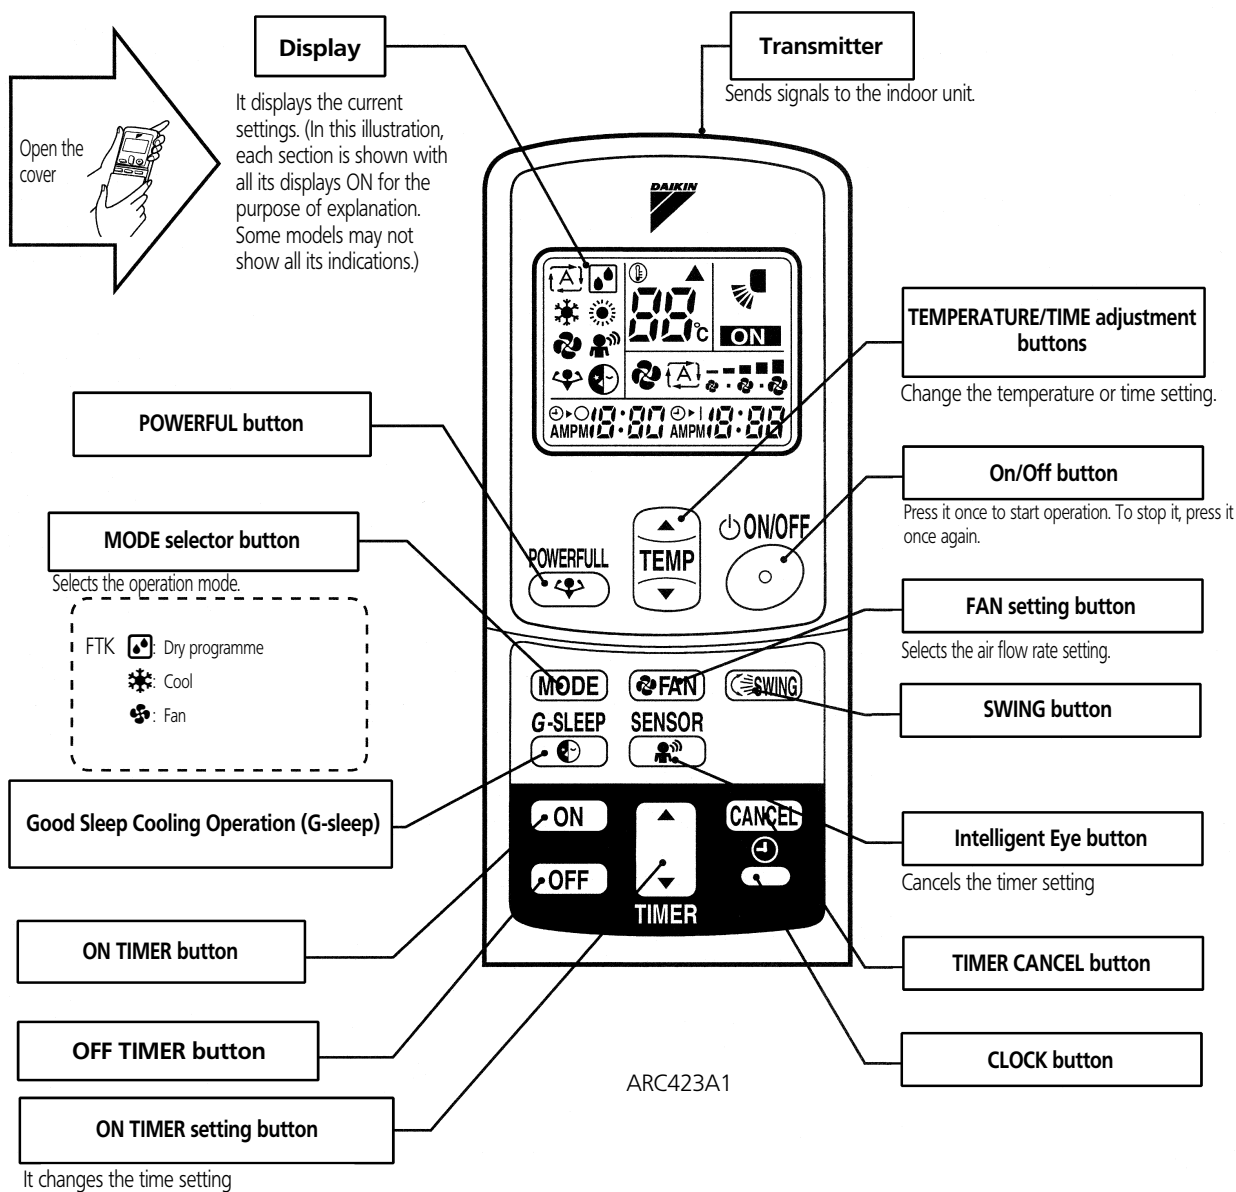 Display
Transmitter
Sends signals to the indoor unit.
It displays the current
settings. (In this illustration,
each section is shown with
all its displays ON for the
purpose of explanation.
Some models may not
show all its indications.)
Open the
cover
DAIKIN
A
88°C
ON
A
AMPM18:80 AMPM18:88
TEMPERATURE/TIME adjustment
buttons
Change the temperature or time setting.
POWERFUL button
On/Off button
Press it once to start operation. To stop it, press it
once again.
MODE selector button
Selects the operation mode.
FTK : Dry programme
: Cool
: Fan
POWERFULL
TEMP
ON/OFF
FAN setting button
Selects the air flow rate setting.
MODE
FAN
SWING
SWING button
G-SLEEP
SENSOR
Good Sleep Cooling Operation (G-sleep)
ON
CANCEL
OFF
TIMER
Intelligent Eye button
Cancels the timer setting
ON TIMER button
TIMER CANCEL button
OFF TIMER button
CLOCK button
ARC423A1
ON TIMER setting button
It changes the time setting